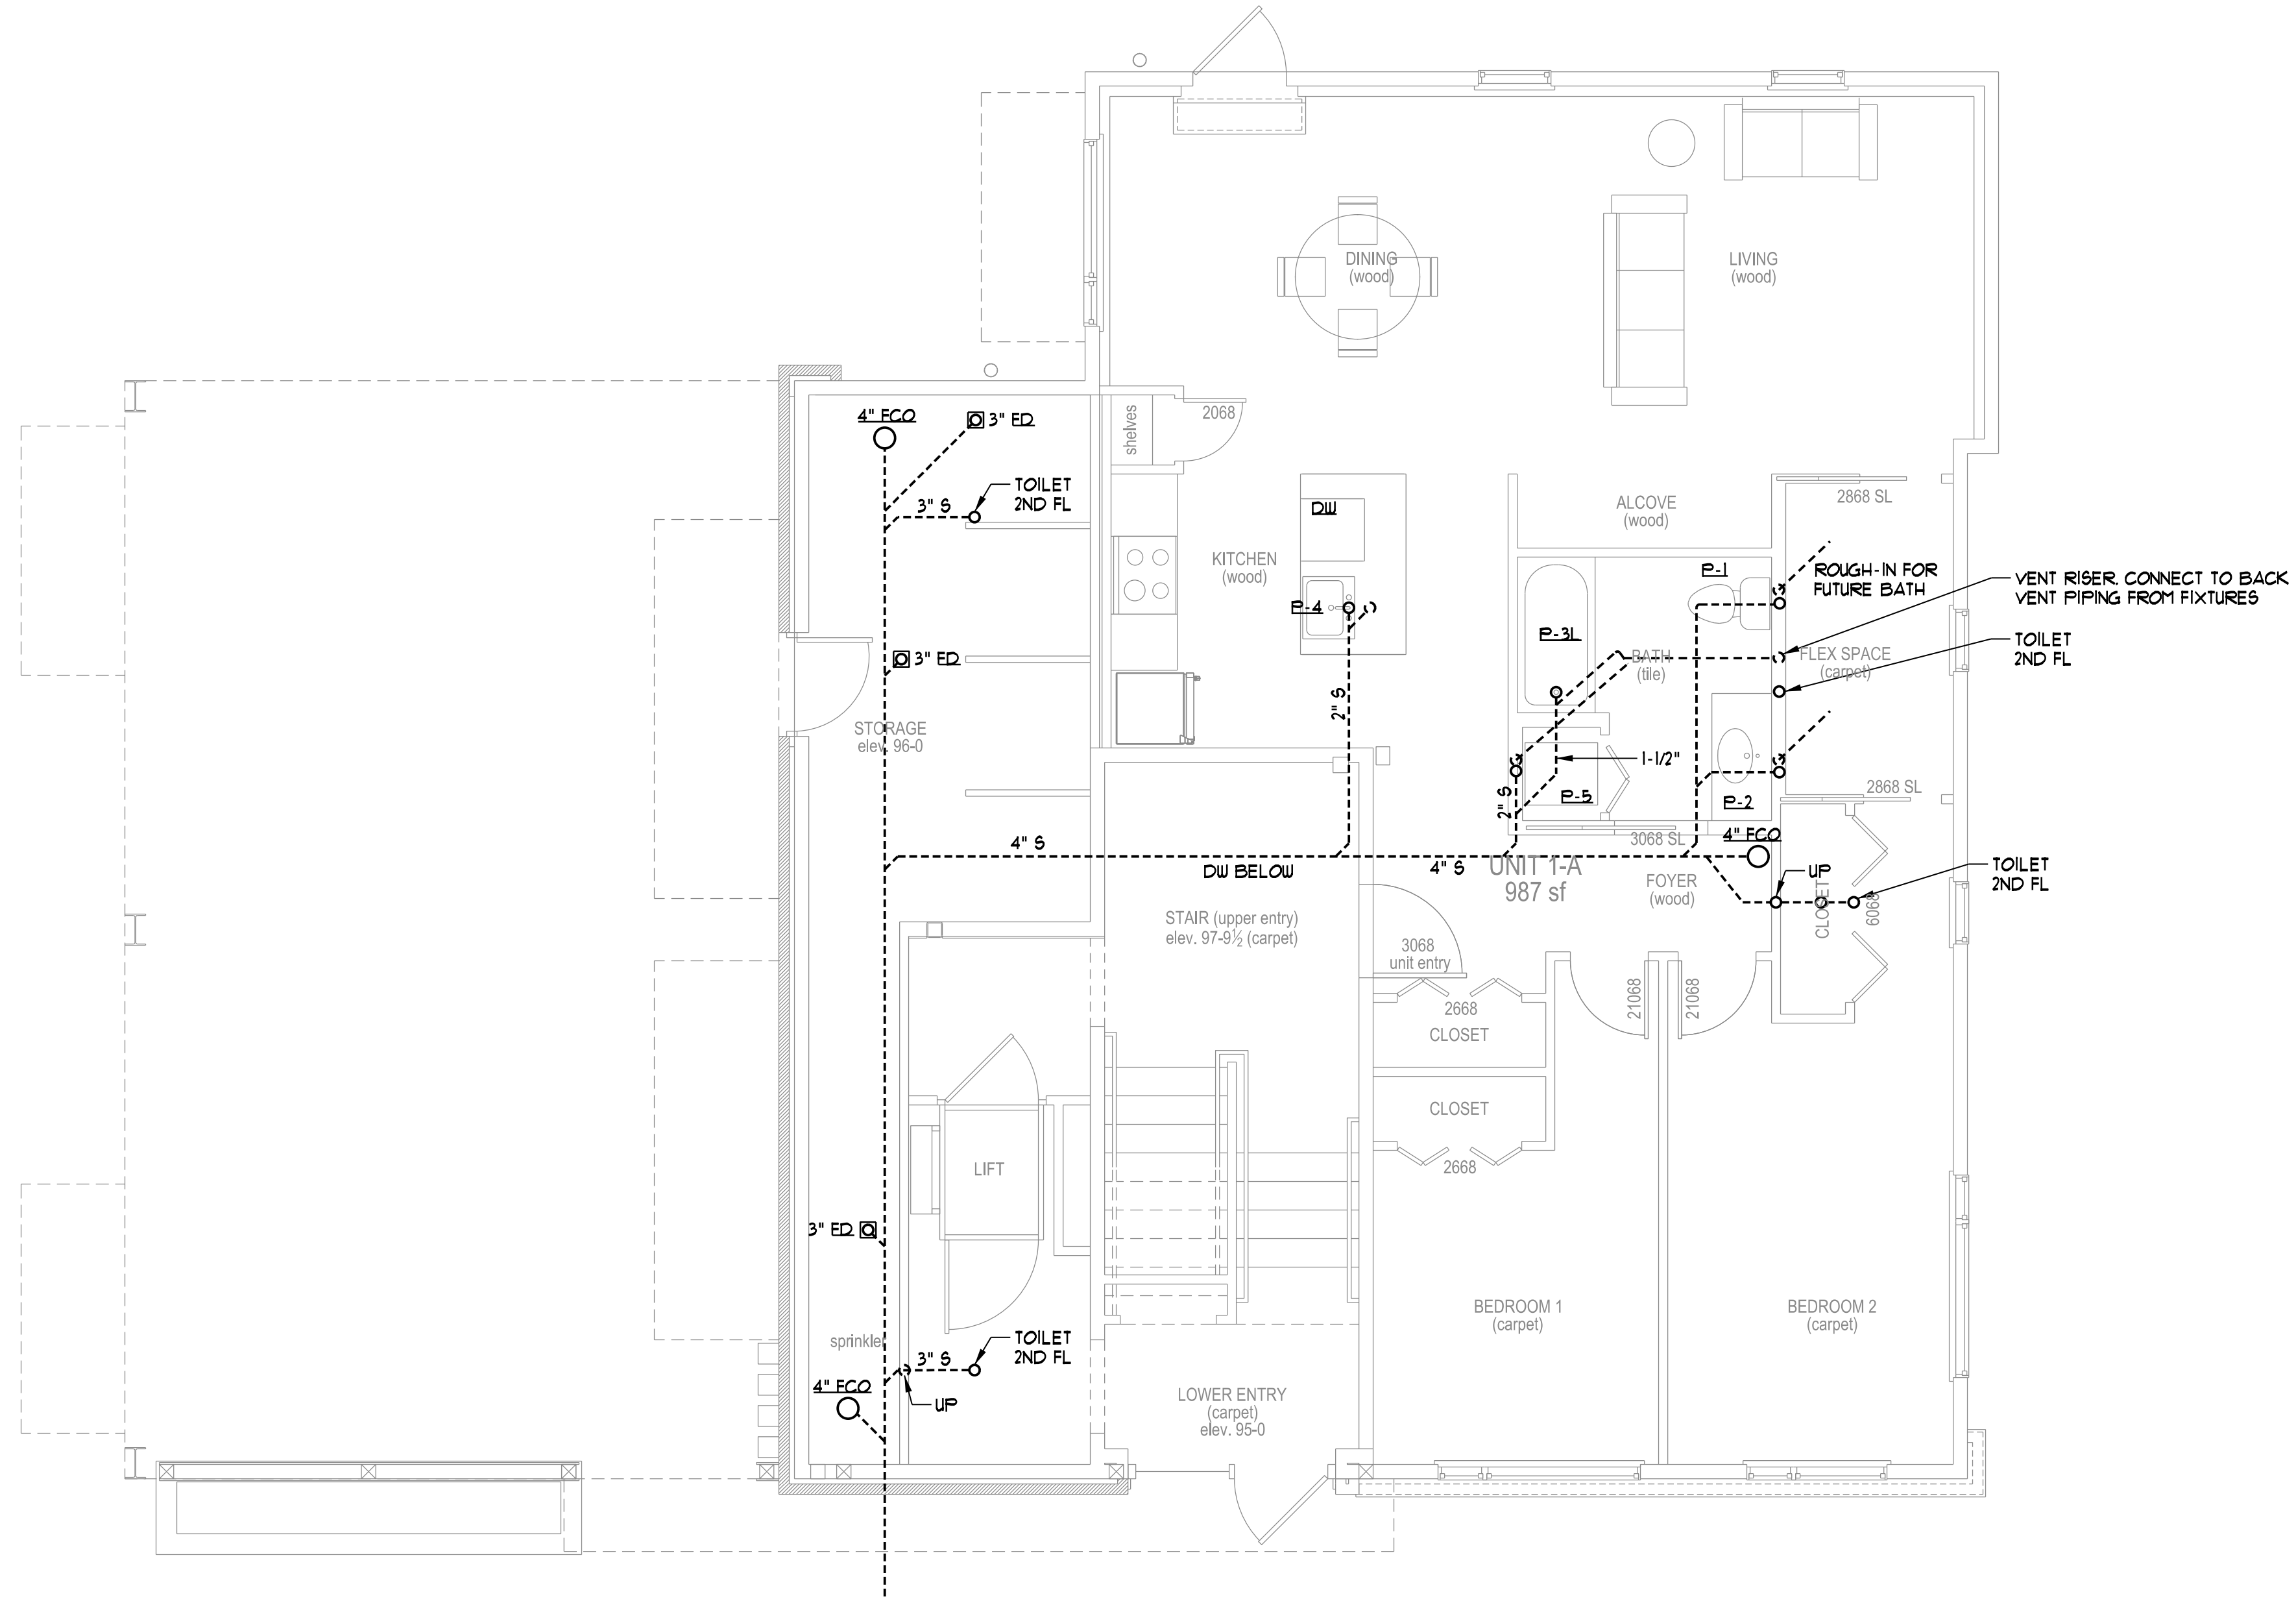 DINING
(wood)
LIVING
(wood)
4" FCO
3" FD
shelves
2068
TOILET
2ND FL
3" S
2868 SL
ALCOVE
(wood)
DW
KITCHEN
(wood)
P-1
ROUGH-IN FOR
FUTURE BATH
VENT RISER. CONNECT TO BACK
VENT PIPING FROM FIXTURES
P-4
P-3L
TOILET
2ND FL
3" FD
BATH
(tile)
FLEX SPACE
(carpet)
2" S
STORAGE
elev. 96-0
1-1/2"
2" S
P-5
P-2
2868 SL
4" S
3068 SL
4" FCO
DW BELOW
4" S
UNIT 1-A
987 sf
FOYER
(wood)
UP
TOILET
2ND FL
CLOSET
6068
STAIR (upper entry)
elev. 97-9½ (carpet)
3068
unit entry
2668
21068
21068
CLOSET
CLOSET
2668
LIFT
3" FD
BEDROOM 1
(carpet)
BEDROOM 2
(carpet)
sprinkler
TOILET
2ND FL
3" S
4" FCO
UP
LOWER ENTRY
(carpet)
elev. 95-0